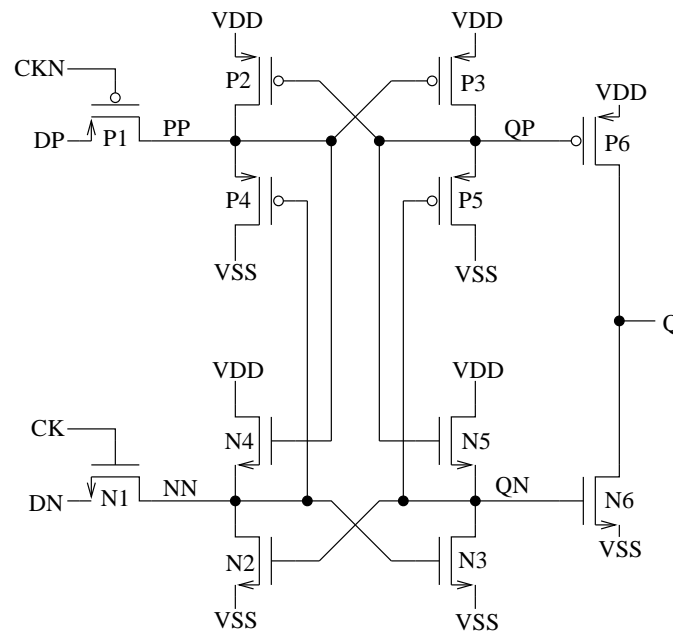 VDD VDD
CKN P2 P3
VDD
DP P1 PP QP P6
P4 P5
VSS VSS
Q
VDD VDD
CK N4 N5
DN N1 NN QN N6
VSS
N2 N3
VSS VSS